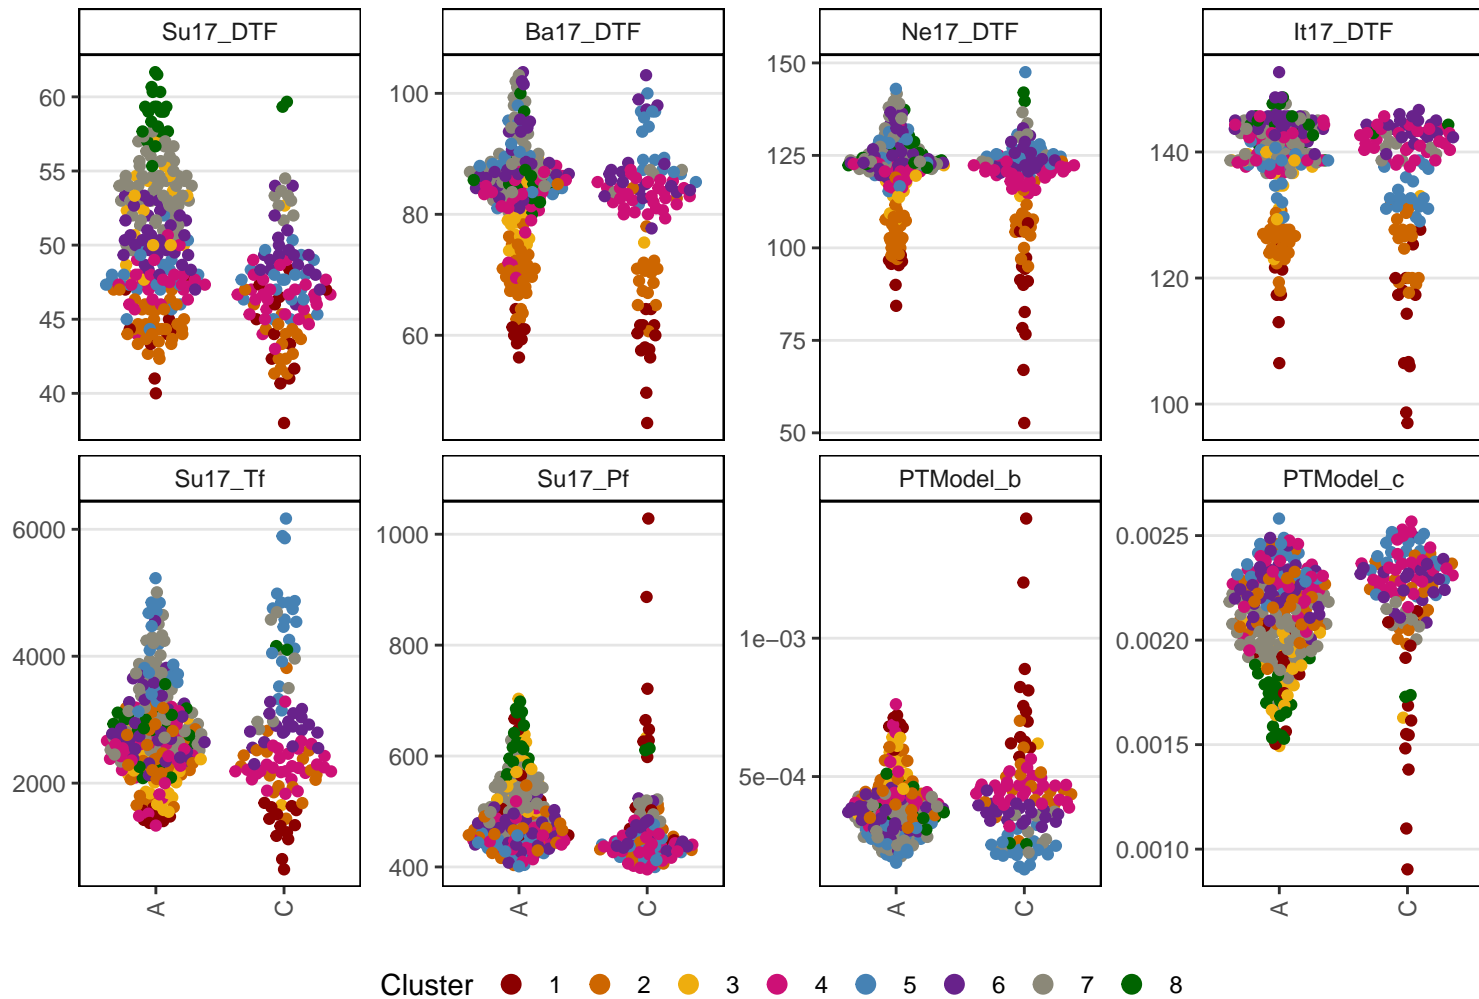 Su17_DTF
Ba17_DTF
Ne17_DTF
It17_DTF
60
55
50
45
40
100
80
60
150
125
100
75
50
140
120
100
Su17_Tf
Su17_Pf
PTModel_b
PTModel_c
6000
4000
2000
1000
800
600
400
1e−03
5e−04
0.0025
0.0020
0.0015
0.0010
A
C
A
C
A
C
A
C
Cluster 1 2 3 4 5 6 7 8